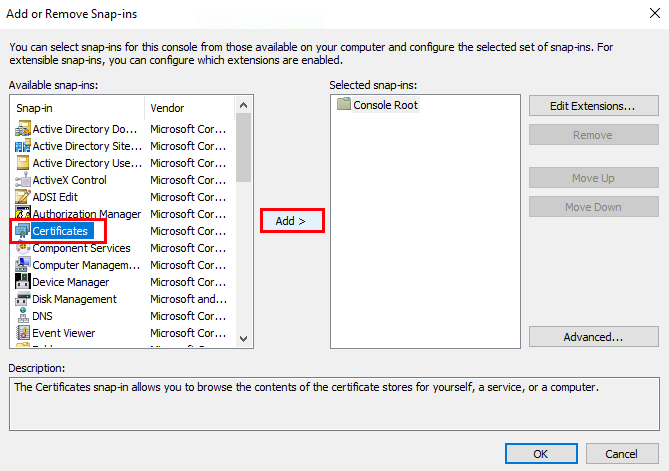 Add or Remove Snap-ins
You can select snap-ins for this console from those available on your computer and configure the selected set of snap-ins. For
extensible snap-ins, you can configure which extensions are enabled.
Available snap-ins:
Snap-in Vendor
Active Directory Do... Microsoft Cor...
Active Directory Site... Microsoft Cor...
Active Directory Use... Microsoft Cor...
ActiveX Control Microsoft Cor...
ADSI Edit Microsoft Cor...
Authorization Manager Microsoft Cor...
Certificates Microsoft Cor...
Component Services Microsoft Cor...
Computer Managem... Microsoft Cor...
Device Manager Microsoft Cor...
Disk Management Microsoft and...
DNS Microsoft Cor...
Event Viewer Microsoft Cor...
Add >
Selected snap-ins:
Console Root
Edit Extensions...
Remove
Move Up
Move Down
Advanced...
Description:
The Certificates snap-in allows you to browse the contents of the certificate stores for yourself, a service, or a computer.
OK
Cancel